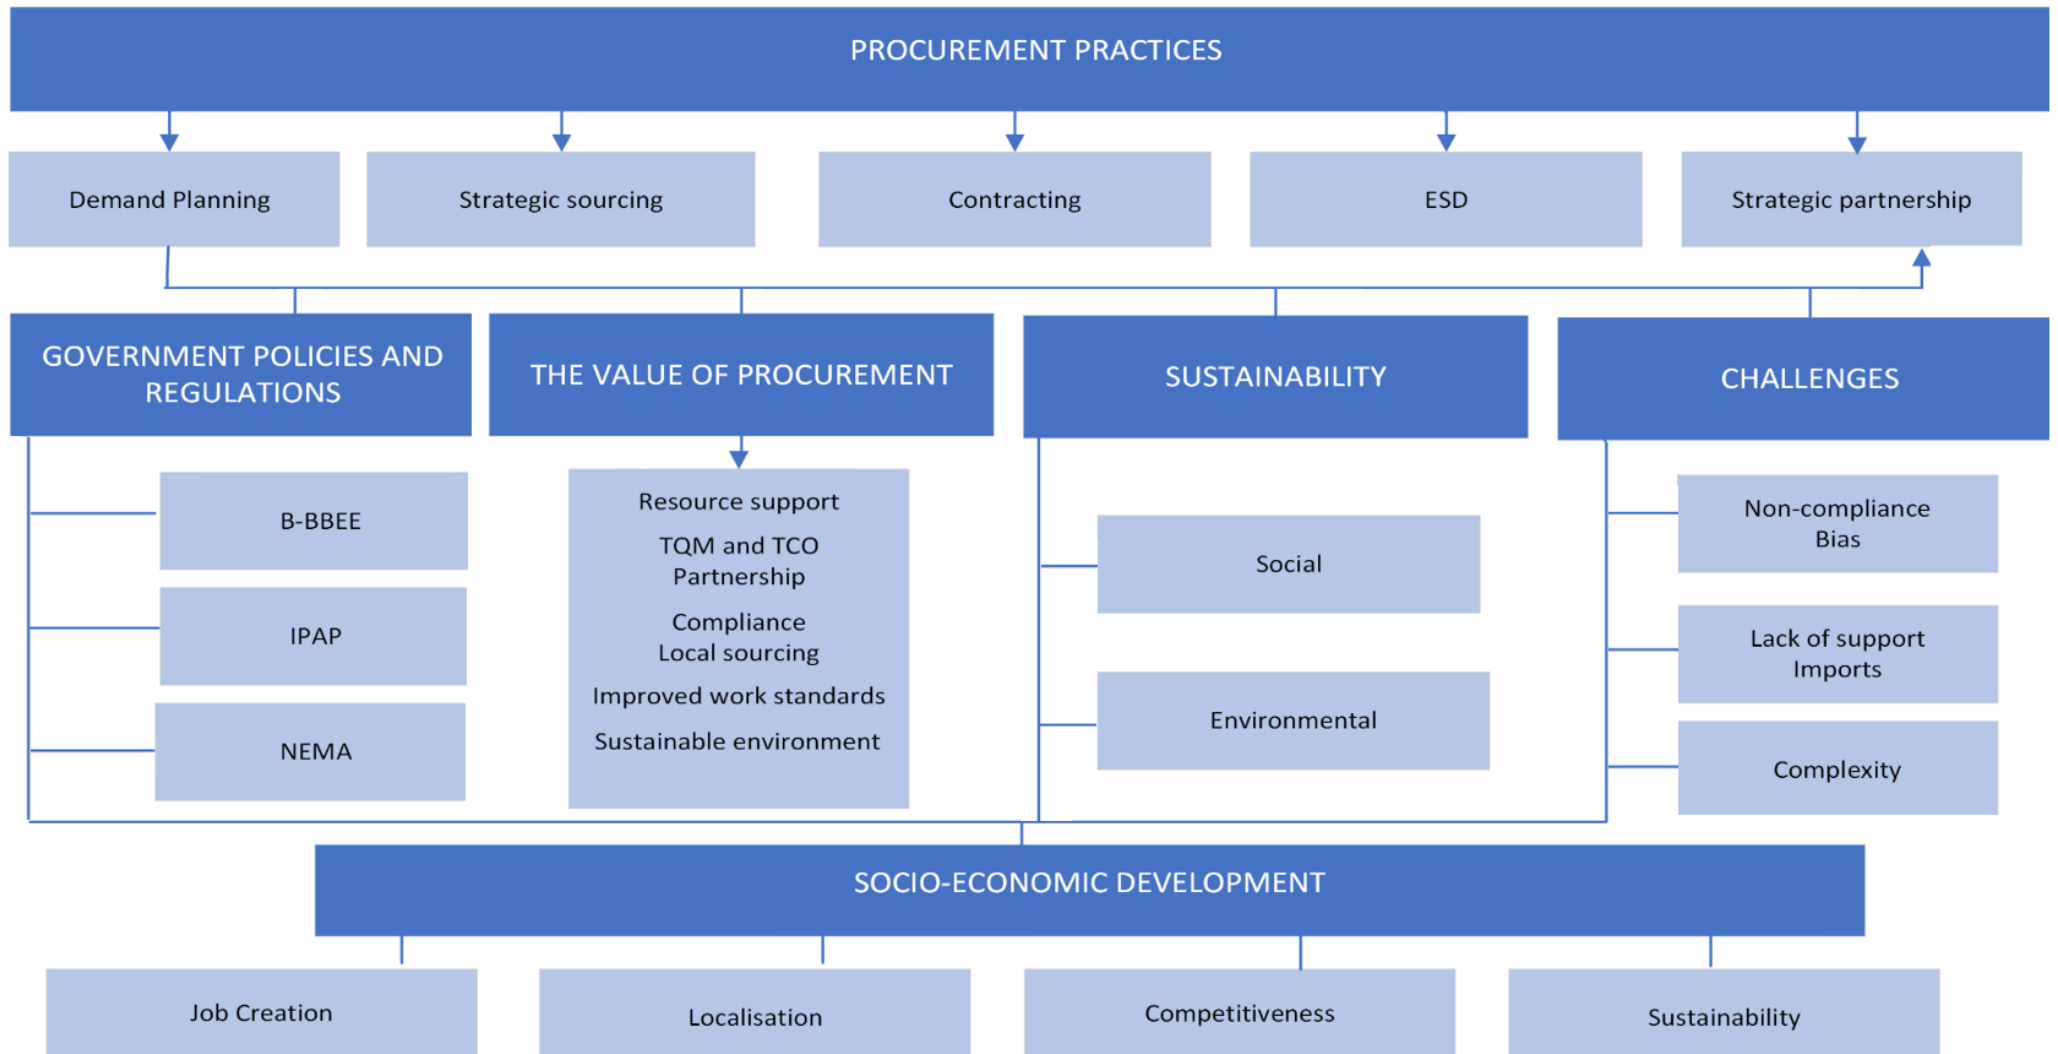 PROCUREMENT PRACTICES
Demand Planning
Strategic sourcing
Contracting
ESD
Strategic partnership
GOVERNMENT POLICIES AND
REGULATIONS
THE VALUE OF PROCUREMENT
SUSTAINABILITY
CHALLENGES
B-BBEE
IPAP
NEMA
Resource support
TQM and TCO
Partnership
Compliance
Local sourcing
Improved work standards
Sustainable environment
Social
Environmental
Non-compliance
Bias
Lack of support
Imports
Complexity
SOCIO-ECONOMIC DEVELOPMENT
Job Creation
Localisation
Competitiveness
Sustainability